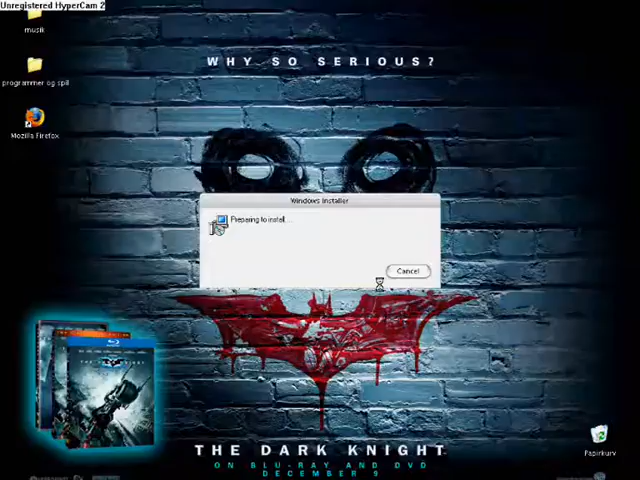 Unregistered HyperCam 2
musik
programmer og spil
Mozilla Firefox
WHY SO SERIOUS?
Windows Installer
Preparing to install...
Cancel
THE DARK KNIGHT
ON BLU-RAY AND DVD
DECEMBER 9
Papirkurv